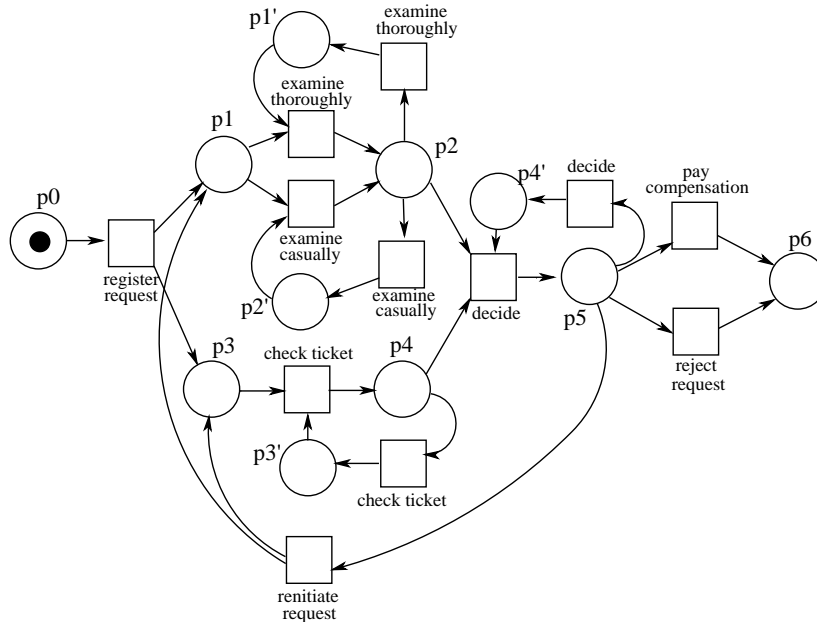 p1'
examine
thoroughly
examine
thoroughly
p1
p2
p4'
decide
pay
compensation
p0
p6
register
request
examine
casually
p2'
examine
casually
decide
p5
p3
check ticket
p4
reject
request
p3'
check ticket
renitiate
request